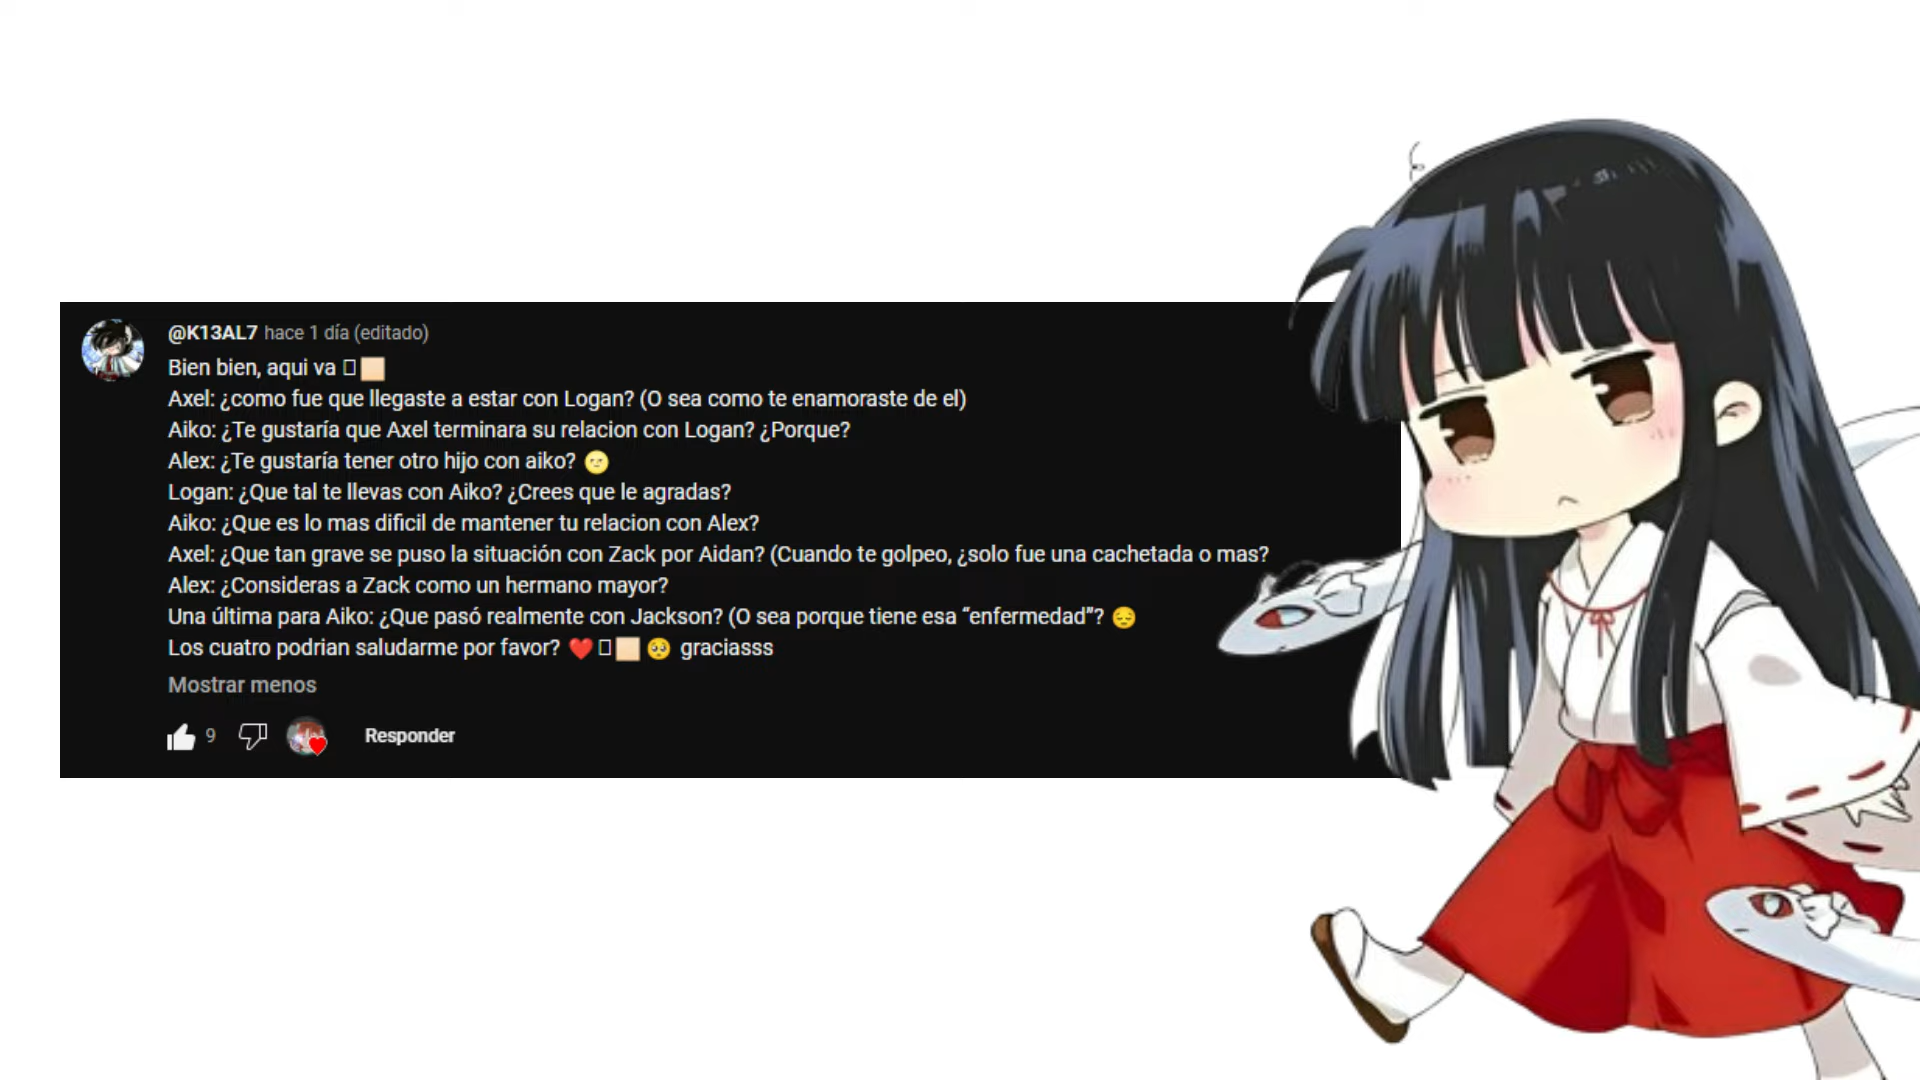 @K13AL7 hace 1 día (editado)
Bien bien, aqui va
Axel: ¿como fue que llegaste a estar con Logan? (O sea como te enamoraste de el)
Aiko: ¿Te gustaría que Axel terminara su relacion con Logan? ¿Porque?
Alex: ¿Te gustaría tener otro hijo con aiko? 🌝
Logan: ¿Que tal te llevas con Aiko? ¿Crees que le agradas?
Aiko: ¿Que es lo mas dificil de mantener tu relacion con Alex?
Axel: ¿Que tan grave se puso la situación con Zack por Aidan? (Cuando te golpeo, ¿solo fue una cachetada o mas?
Alex: ¿Consideras a Zack como un hermano mayor?
Una última para Aiko: ¿Que pasó realmente con Jackson? (O sea porque tiene esa “enfermedad”? 😔
Los cuatro podrian saludarme por favor? ❤️ 🥺 graciasss
Mostrar menos
9
Responder